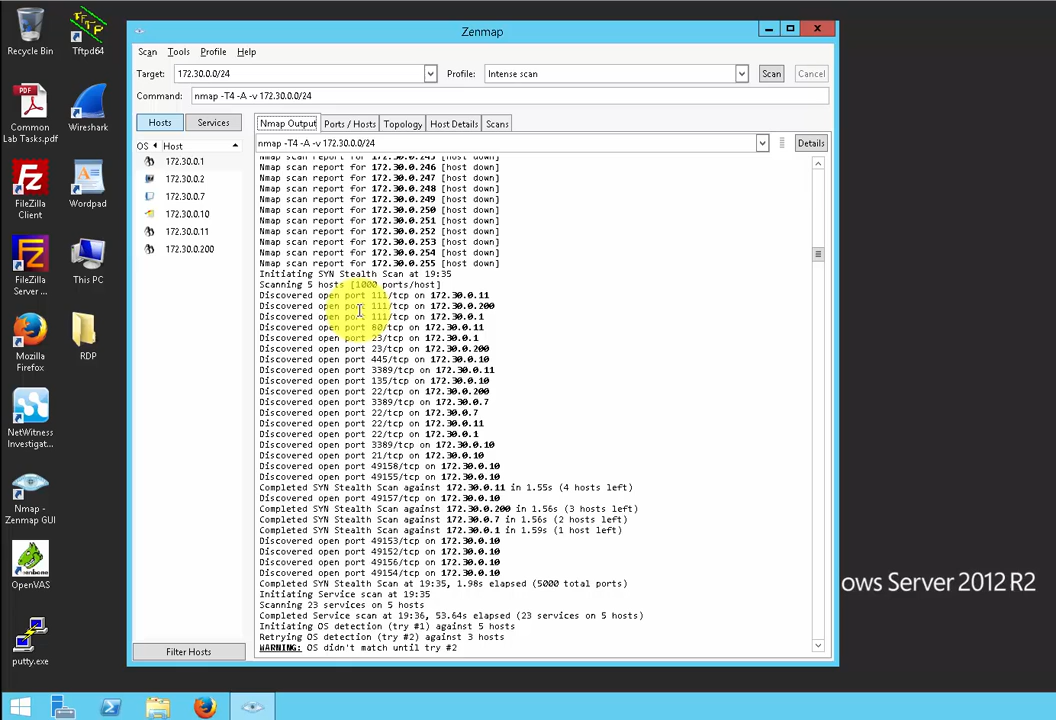 Recycle Bin
Tftpd64
Common
Lab Tasks.pdf
Wireshark
FileZilla
Client
Wordpad
FileZilla
Server ...
This PC
Mozilla
Firefox
RDP
NetWitness
Investigat...
Nmap -
Zenmap GUI
OpenVAS
putty.exe
Zenmap
Scan Tools Profile Help
Target: 172.30.0.0/24 Profile: Intense scan Scan Cancel
Command: nmap -T4 -A -v 172.30.0.0/24
Hosts Services
Nmap Output Ports / Hosts Topology Host Details Scans
OS Host
172.30.0.1
172.30.0.2
172.30.0.7
172.30.0.10
172.30.0.11
172.30.0.200
Filter Hosts
nmap -T4 -A -v 172.30.0.0/24 Details
Nmap scan report for 172.30.0.245 [host down]
Nmap scan report for 172.30.0.246 [host down]
Nmap scan report for 172.30.0.247 [host down]
Nmap scan report for 172.30.0.248 [host down]
Nmap scan report for 172.30.0.249 [host down]
Nmap scan report for 172.30.0.250 [host down]
Nmap scan report for 172.30.0.251 [host down]
Nmap scan report for 172.30.0.252 [host down]
Nmap scan report for 172.30.0.253 [host down]
Nmap scan report for 172.30.0.254 [host down]
Nmap scan report for 172.30.0.255 [host down]
Initiating SYN Stealth Scan at 19:35
Scanning 5 hosts [1000 ports/host]
Discovered open port 111/tcp on 172.30.0.11
Discovered open port 111/tcp on 172.30.0.200
Discovered open port 111/tcp on 172.30.0.1
Discovered open port 80/tcp on 172.30.0.11
Discovered open port 23/tcp on 172.30.0.1
Discovered open port 23/tcp on 172.30.0.200
Discovered open port 445/tcp on 172.30.0.10
Discovered open port 3389/tcp on 172.30.0.11
Discovered open port 135/tcp on 172.30.0.10
Discovered open port 22/tcp on 172.30.0.200
Discovered open port 3389/tcp on 172.30.0.7
Discovered open port 22/tcp on 172.30.0.7
Discovered open port 22/tcp on 172.30.0.11
Discovered open port 22/tcp on 172.30.0.1
Discovered open port 3389/tcp on 172.30.0.10
Discovered open port 21/tcp on 172.30.0.10
Discovered open port 49158/tcp on 172.30.0.10
Discovered open port 49155/tcp on 172.30.0.10
Completed SYN Stealth Scan against 172.30.0.11 in 1.55s (4 hosts left)
Discovered open port 49157/tcp on 172.30.0.10
Completed SYN Stealth Scan against 172.30.0.200 in 1.56s (3 hosts left)
Completed SYN Stealth Scan against 172.30.0.7 in 1.56s (2 hosts left)
Completed SYN Stealth Scan against 172.30.0.1 in 1.59s (1 host left)
Discovered open port 49153/tcp on 172.30.0.10
Discovered open port 49152/tcp on 172.30.0.10
Discovered open port 49156/tcp on 172.30.0.10
Discovered open port 49154/tcp on 172.30.0.10
Completed SYN Stealth Scan at 19:35, 1.98s elapsed (5000 total ports)
Initiating Service scan at 19:35
Scanning 23 services on 5 hosts
Completed Service scan at 19:36, 53.64s elapsed (23 services on 5 hosts)
Initiating OS detection (try #1) against 5 hosts
Retrying OS detection (try #2) against 3 hosts
WARNING: OS didn't match until try #2
ows Server 2012 R2